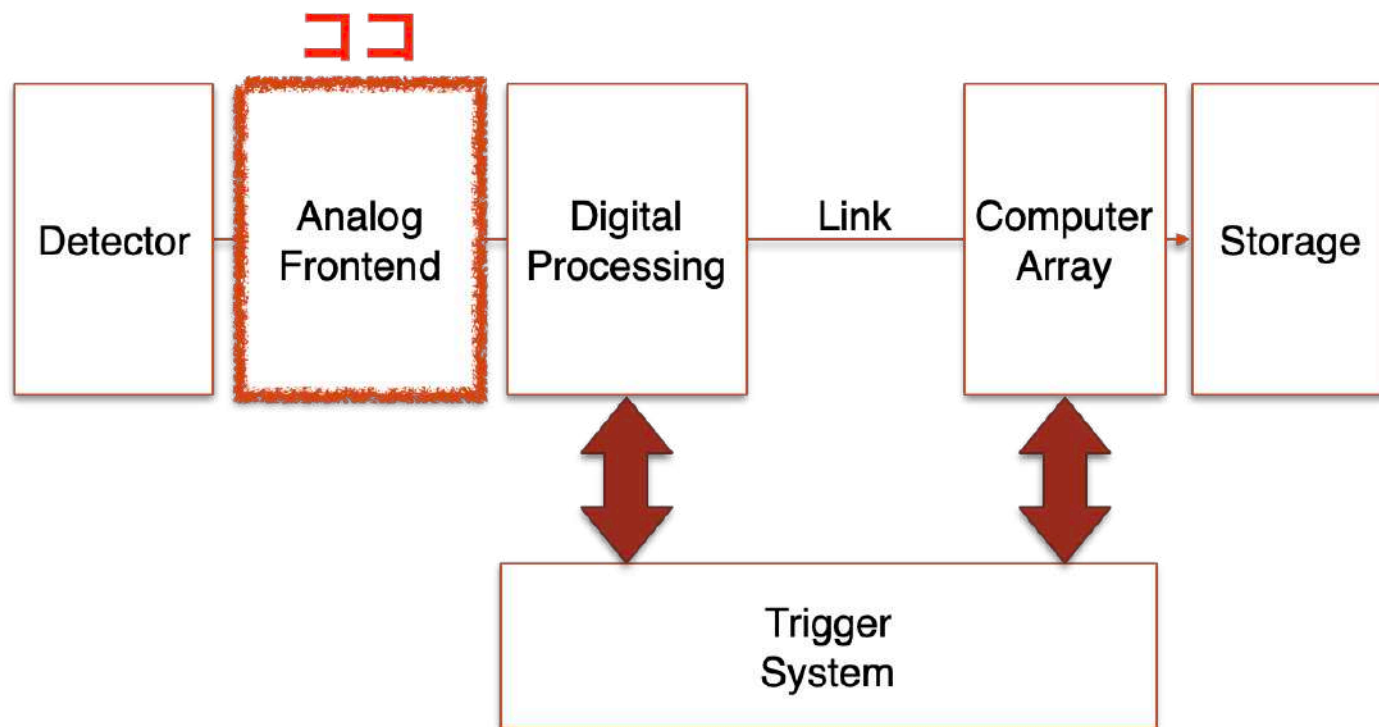 ココ
Detector
Analog
Frontend
Digital
Processing
Link
Computer
Array
Storage
Trigger
System